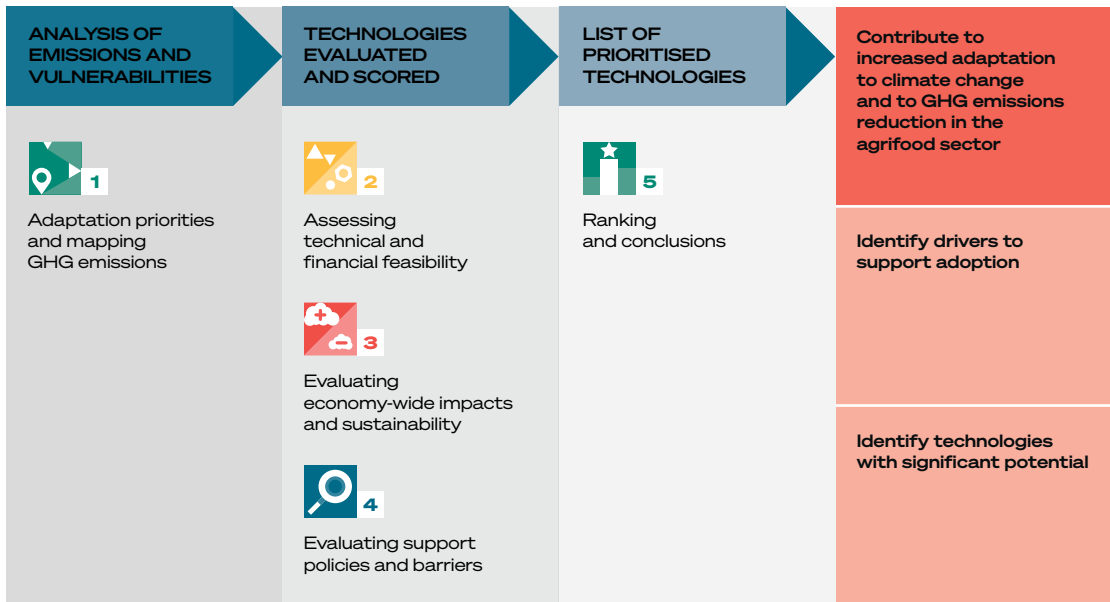 ANALYSIS OF
EMISSIONS AND
VULNERABILITIES
1
Adaptation priorities
and mapping
GHG emissions
TECHNOLOGIES
EVALUATED
AND SCORED
2
Assessing
technical and
financial feasibility
3
Evaluating
economy-wide impacts
and sustainability
4
Evaluating support
policies and barriers
LIST OF
PRIORITISED
TECHNOLOGIES
5
Ranking
and conclusions
Contribute to
increased adaptation
to climate change
and to GHG emissions
reduction in the
agrifood sector
Identify drivers to
support adoption
Identify technologies
with significant potential